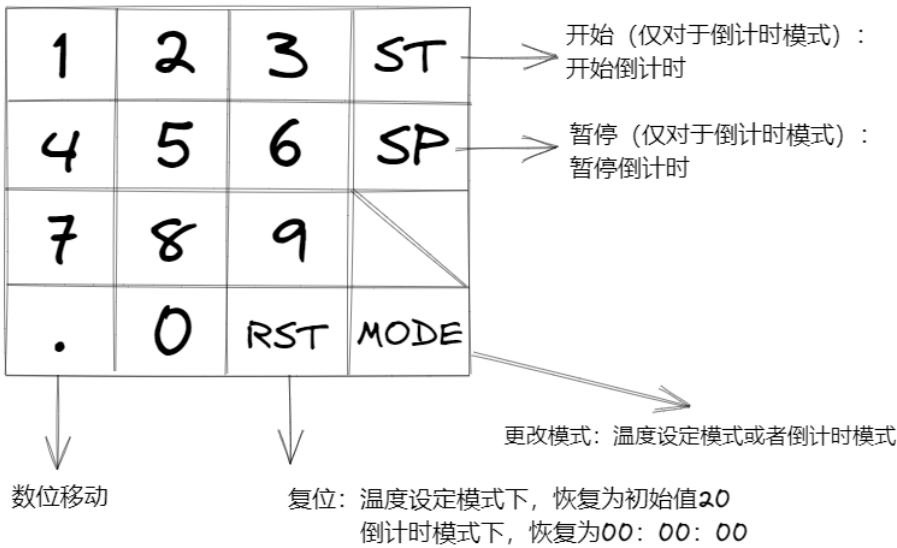 1 2 3 ST
开始（仅对于倒计时模式）：
开始倒计时
4 5 6 SP
暂停（仅对于倒计时模式）：
暂停倒计时
7 8 9
. 0 RST MODE
更改模式：温度设定模式或者倒计时模式
数位移动
复位：温度设定模式下，恢复为初始值20
倒计时模式下，恢复为00：00：00